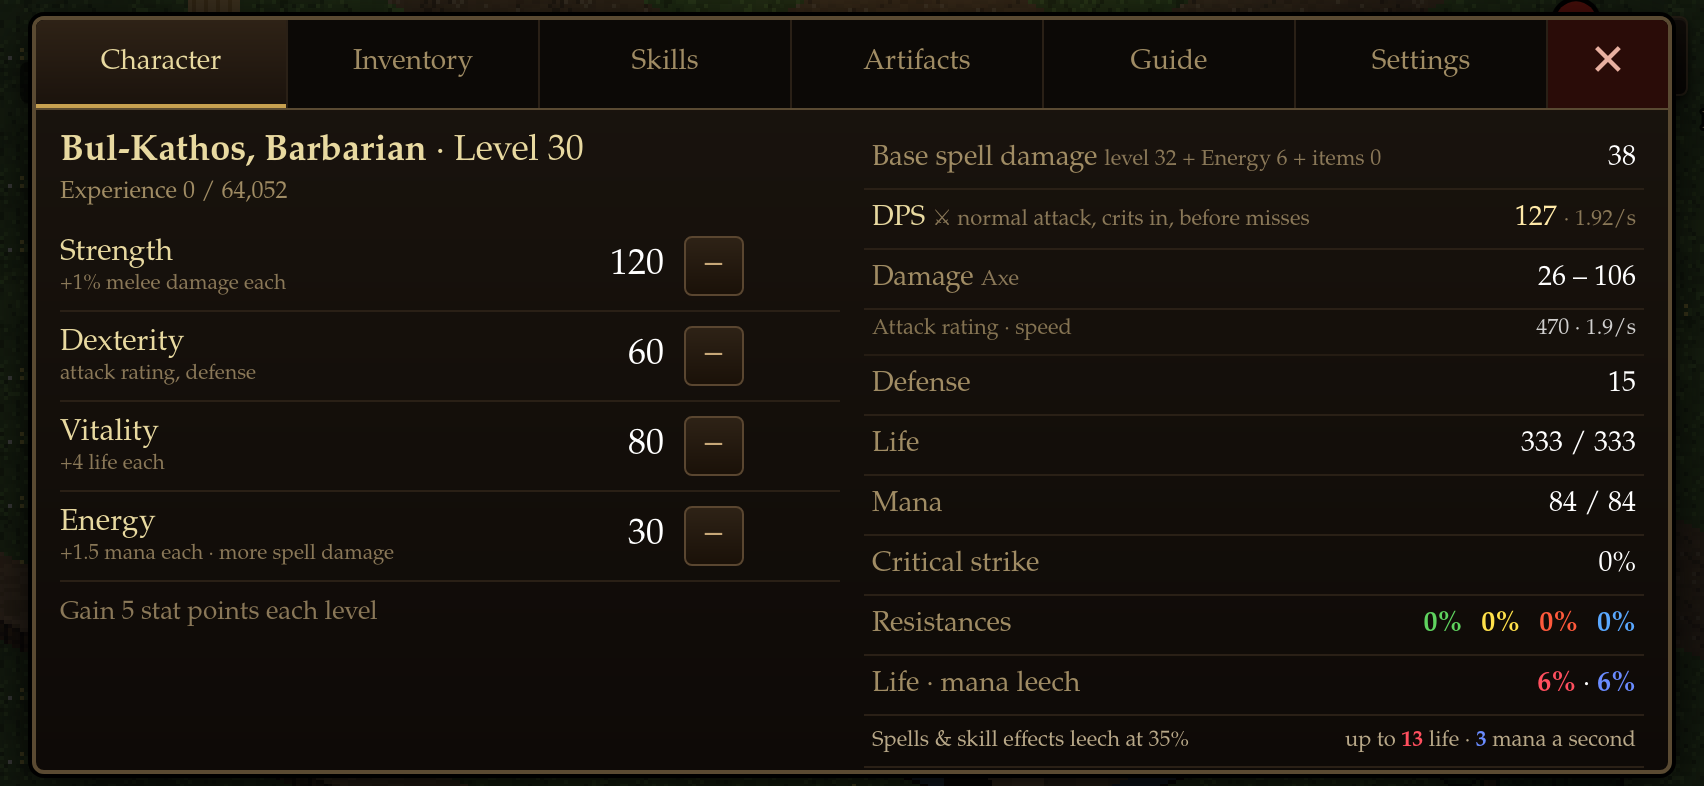 Character Inventory Skills Artifacts Guide Settings ✕
Bul-Kathos, Barbarian · Level 30
Experience 0 / 64,052
Strength 120 –
+1% melee damage each
Dexterity 60 –
attack rating, defense
Vitality 80 –
+4 life each
Energy 30 –
+1.5 mana each · more spell damage
Gain 5 stat points each level
Base spell damage level 32 + Energy 6 + items 0 38
DPS ⚔ normal attack, crits in, before misses 127 · 1.92/s
Damage Axe 26 – 106
Attack rating · speed 470 · 1.9/s
Defense 15
Life 333 / 333
Mana 84 / 84
Critical strike 0%
Resistances 0% 0% 0% 0%
Life · mana leech 6% · 6%
Spells & skill effects leech at 35% up to 13 life · 3 mana a second